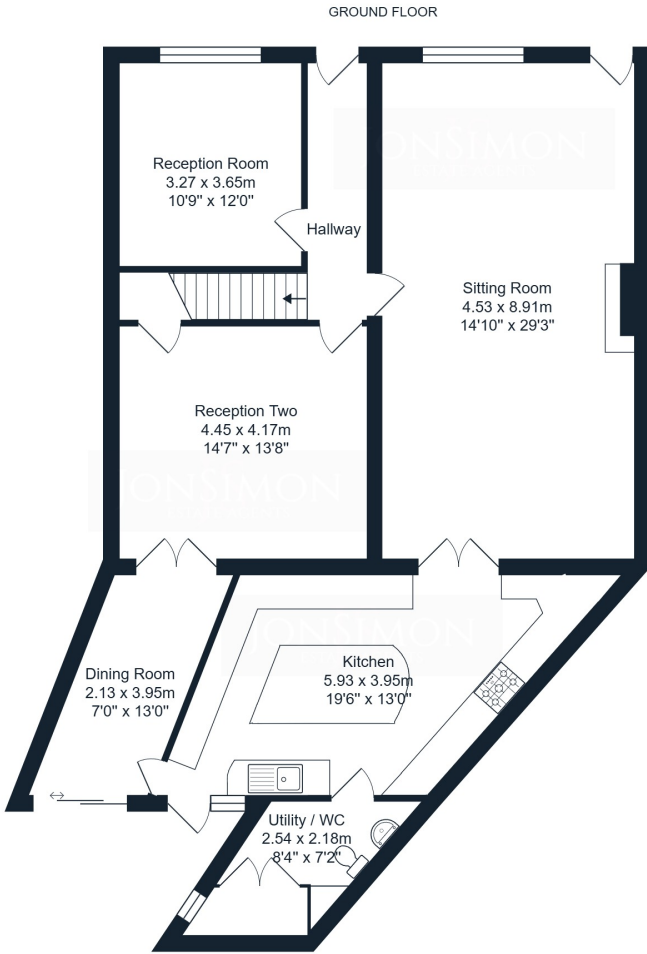 GROUND FLOOR
Reception Room
3.27 x 3.65m
10'9" x 12'0"
JONSIMON
Hallway
Sitting Room
4.53 x 8.91m
14'10" x 29'3"
Reception Two
4.45 x 4.17m
14'7" x 13'8"
JONSIMON
JONSIMON
Kitchen
5.93 x 3.95m
19'6" x 13'0"
Dining Room
2.13 x 3.95m
7'0" x 13'0"
Utility / WC
2.54 x 2.18m
8'4" x 7'2"